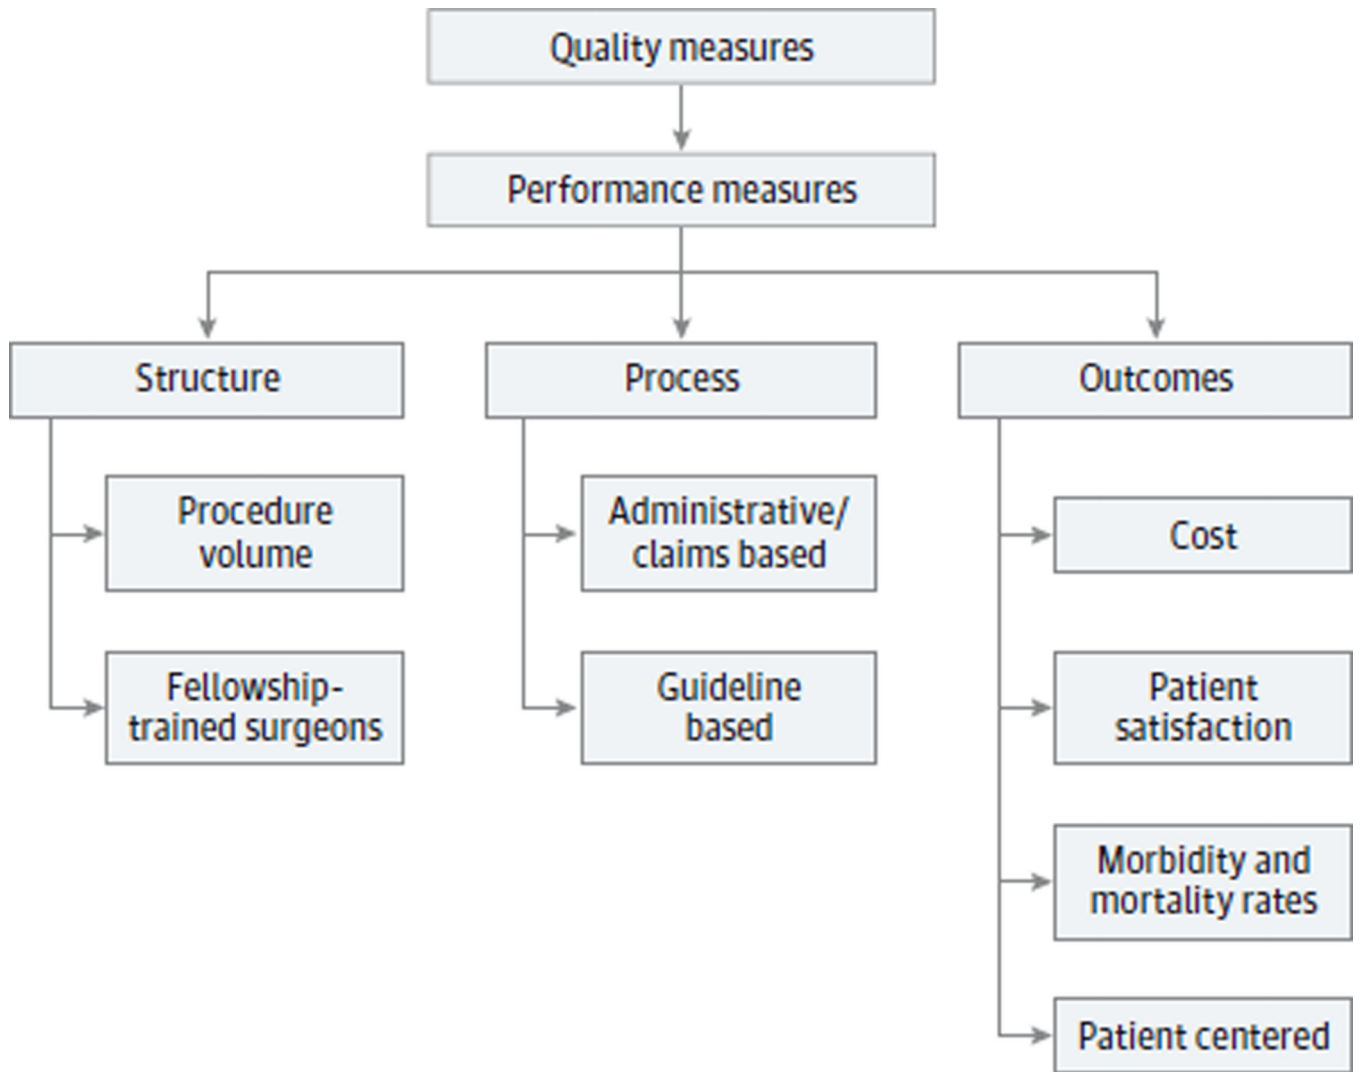 Quality measures
Performance measures
Structure
Procedure
volume
Fellowship-
trained surgeons
Process
Administrative/
claims based
Guideline
based
Outcomes
Cost
Patient
satisfaction
Morbidity and
mortality rates
Patient centered